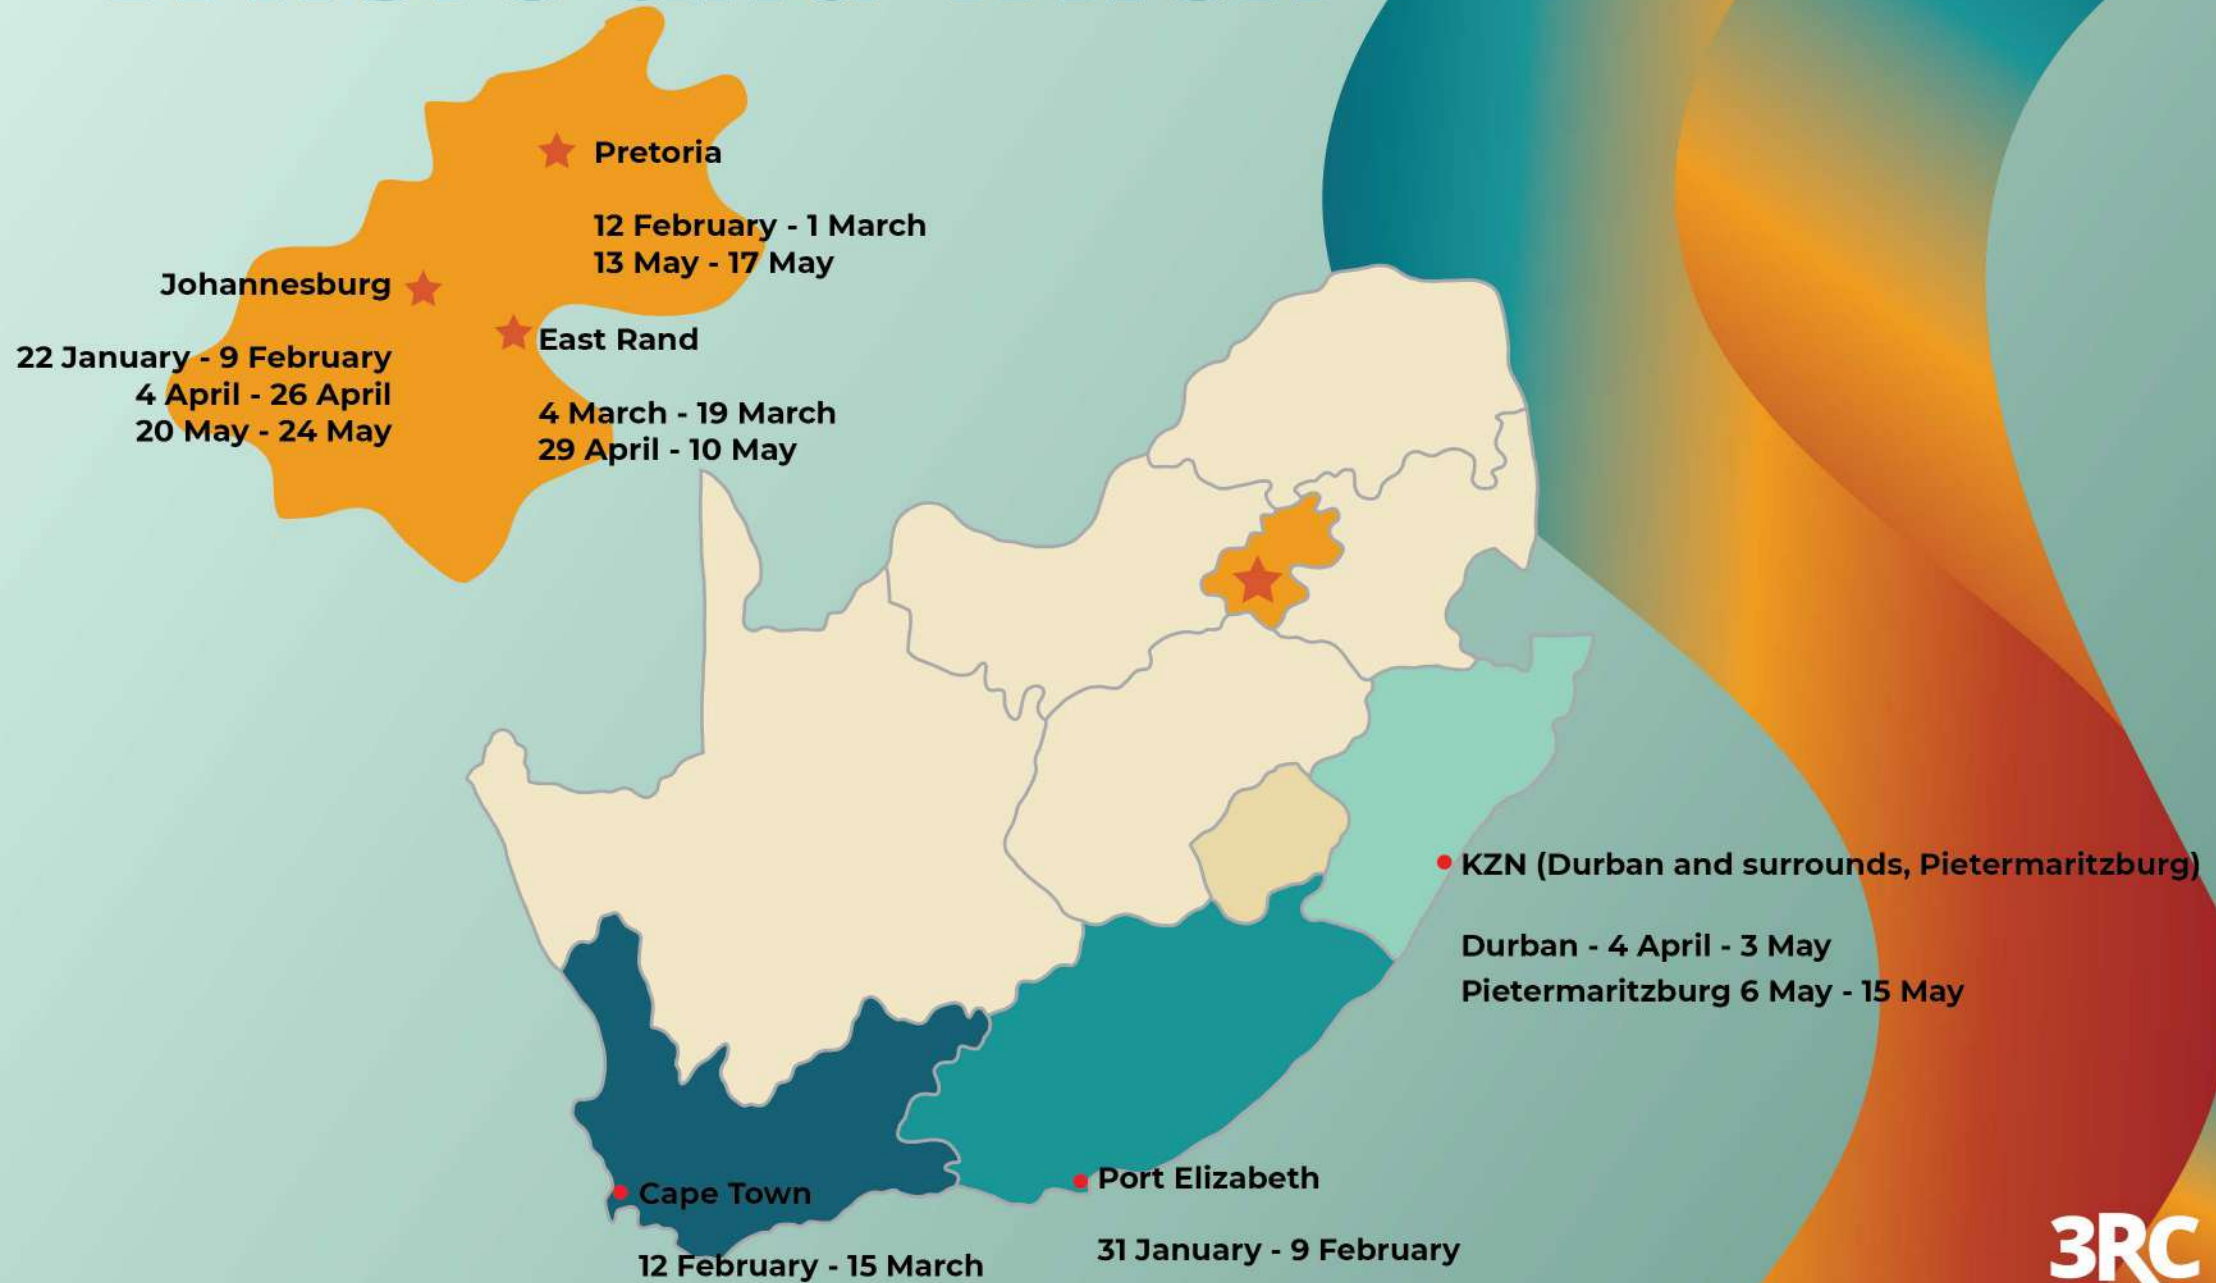 Pretoria
12 February - 1 March
13 May - 17 May
Johannesburg
22 January - 9 February
4 April - 26 April
20 May - 24 May
East Rand
4 March - 19 March
29 April - 10 May
KZN (Durban and surrounds, Pietermaritzburg)
Durban - 4 April - 3 May
Pietermaritzburg 6 May - 15 May
Cape Town
12 February - 15 March
Port Elizabeth
31 January - 9 February
3RC